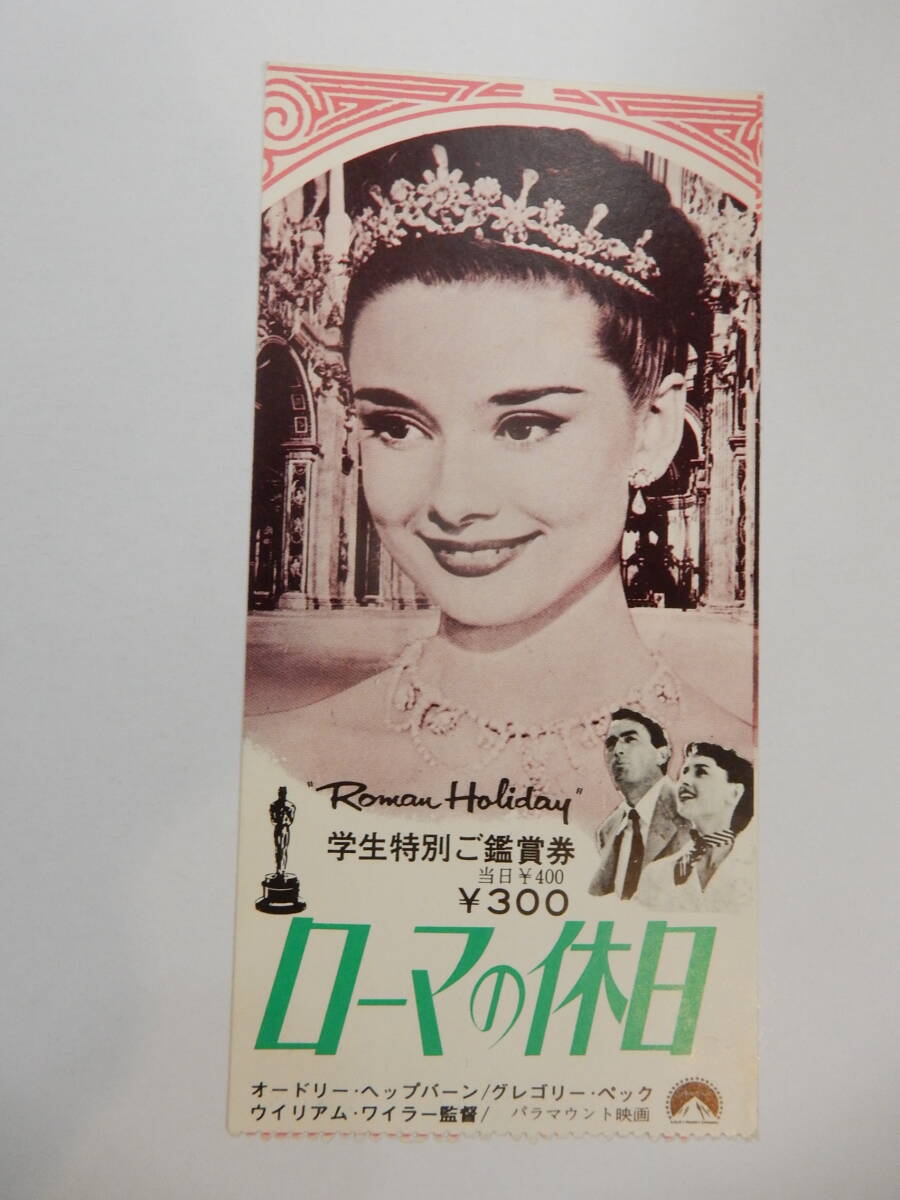 "Roman Holiday"
学生特別ご鑑賞券
当日¥400
¥300
ローマの休日
オードリー・ヘップバーン/グレゴリー・ペック
ウイリアム・ワイラー監督/ パラマウント映画